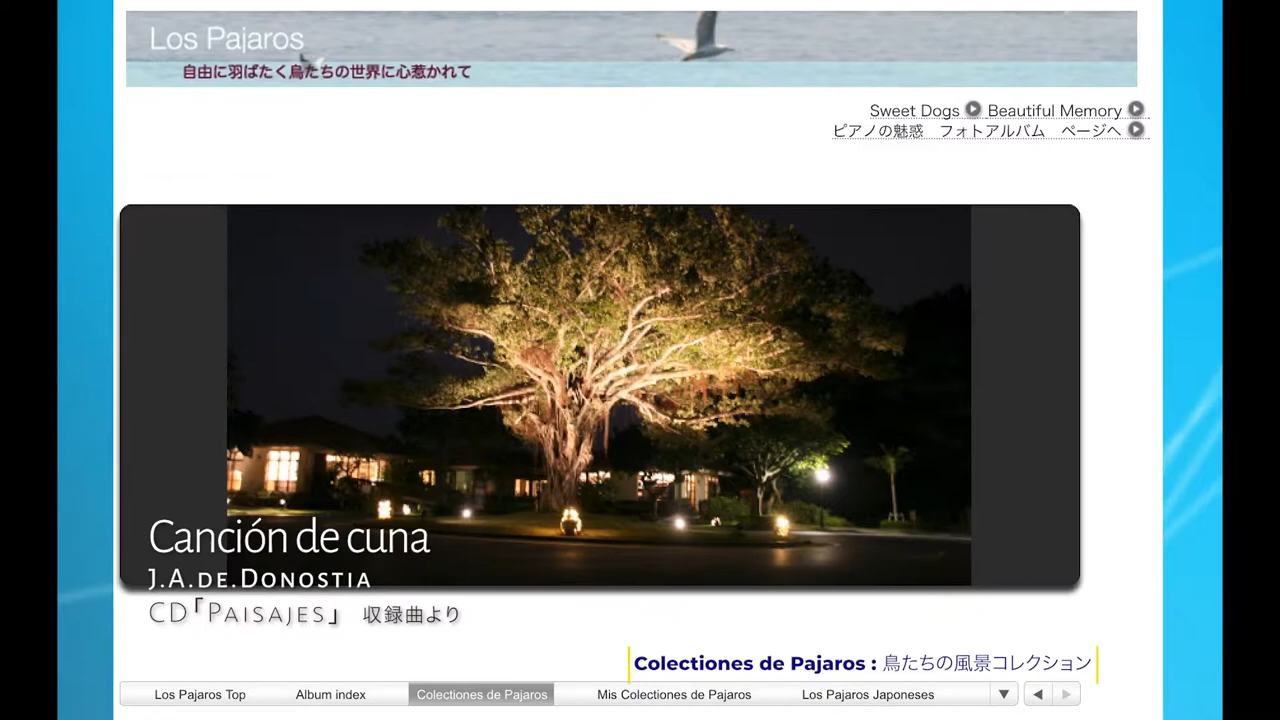 Los Pajaros
自由に羽ばたく鳥たちの世界に心惹かれて
Sweet Dogs Beautiful Memory
ピアノの魅惑 フォトアルバム ページへ
Canción de cuna
J.A.DE.DONOSTIA
CD「PAISAJES」 収録曲より
Colectiones de Pajaros : 鳥たちの風景コレクション
Los Pajaros Top Album index Colectiones de Pajaros Mis Colectiones de Pajaros Los Pajaros Japoneses